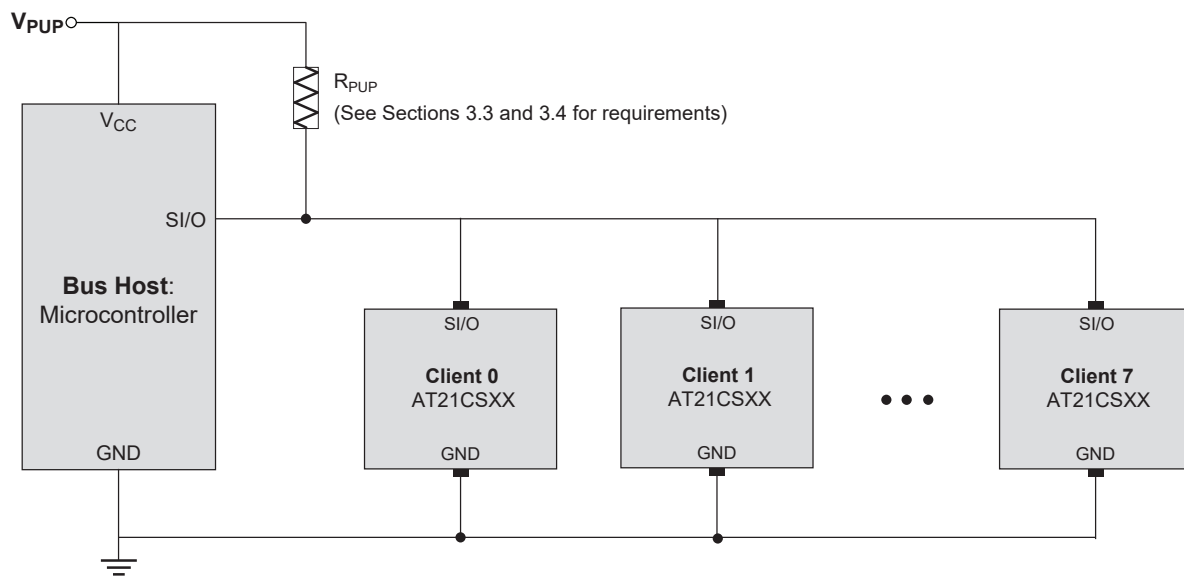 VPUP
RPUP
(See Sections 3.3 and 3.4 for requirements)
VCC
SI/O
Bus Host:
Microcontroller
GND
SI/O
Client 0
AT21CSXX
GND
SI/O
Client 1
AT21CSXX
GND
SI/O
Client 7
AT21CSXX
GND